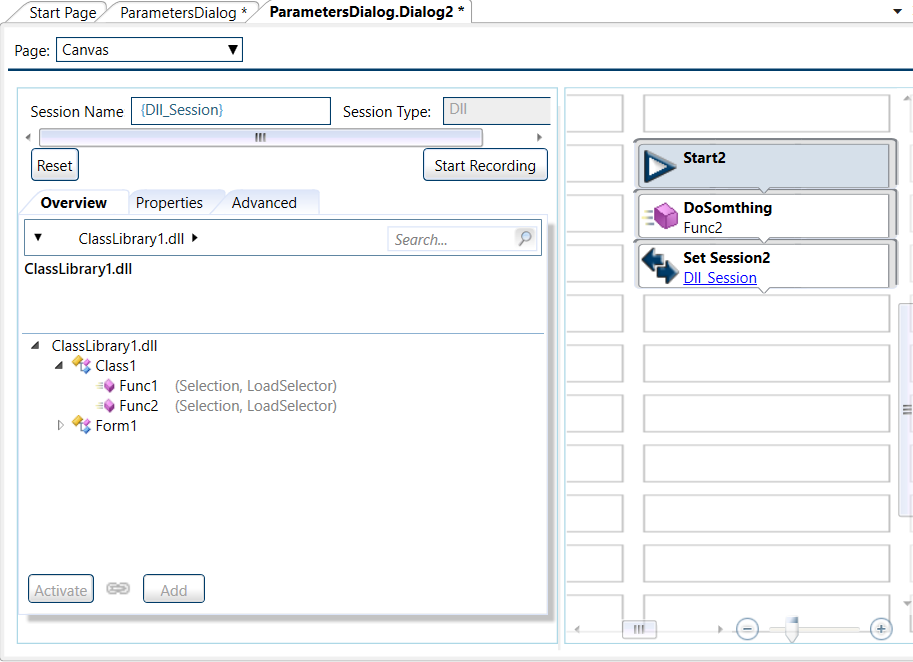 Start Page ParametersDialog * ParametersDialog.Dialog2 *
Page: Canvas
Session Name {Dll_Session} Session Type: Dll
Reset Start Recording
Overview Properties Advanced
ClassLibrary1.dll Search...
ClassLibrary1.dll
ClassLibrary1.dll
Class1
Func1 (Selection, LoadSelector)
Func2 (Selection, LoadSelector)
Form1
Activate Add
Start2
DoSomthing
Func2
Set Session2
Dll_Session